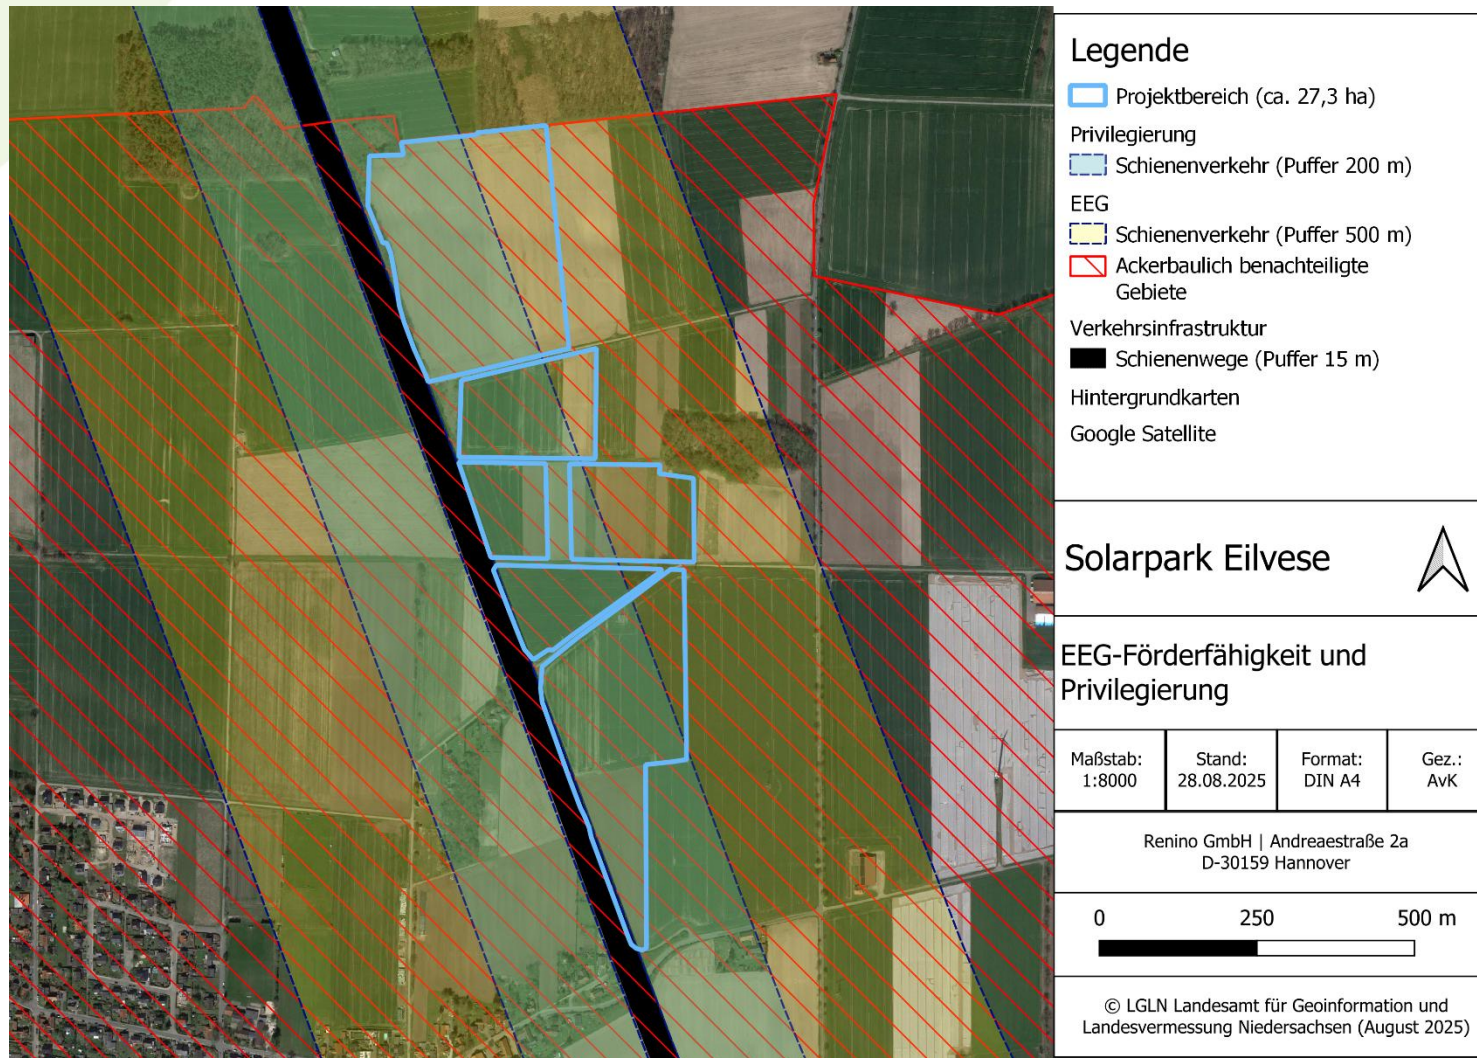 Legende
Projektbereich (ca. 27,3 ha)
Privilegierung
Schienenverkehr (Puffer 200 m)
EEG
Schienenverkehr (Puffer 500 m)
Ackerbaulich benachteiligte
Gebiete
Verkehrsinfrastruktur
Schienenwege (Puffer 15 m)
Hintergrundkarten
Google Satellite
Solarpark Eilvese
EEG-Förderfähigkeit und
Privilegierung
Maßstab:
1:8000
Stand:
28.08.2025
Format:
DIN A4
Gez.:
AvK
Renino GmbH | Andreaestraße 2a
D-30159 Hannover
0 250 500 m
© LGLN Landesamt für Geoinformation und
Landesvermessung Niedersachsen (August 2025)